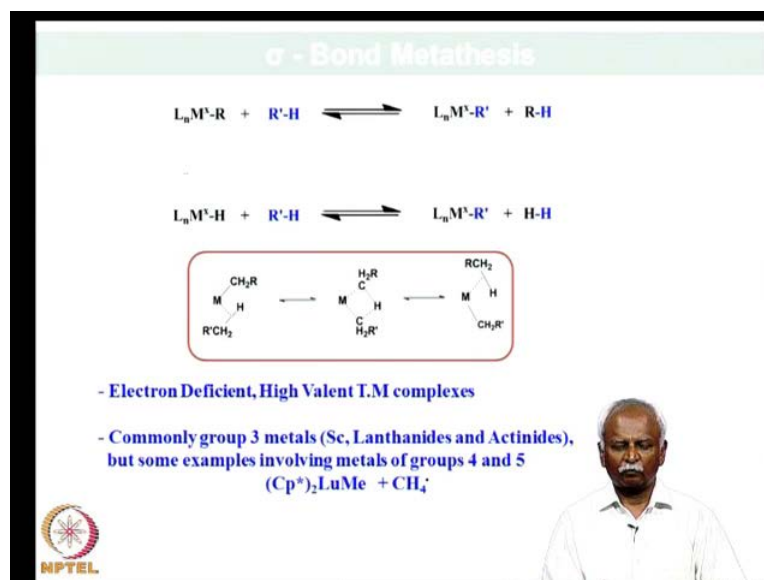 σ - Bond Metathesis
LₙMˣ-R + R'-H ⇌ LₙMˣ-R' + R-H
LₙMˣ-H + R'-H ⇌ LₙMˣ-R' + H-H
CH₂R
M
H
R'CH₂
H₂R
C
M
H
C
H₂R'
RCH₂
M
H
CH₂R'
- Electron Deficient, High Valent T.M complexes
- Commonly group 3 metals (Sc, Lanthanides and Actinides),
but some examples involving metals of groups 4 and 5
(Cp*)₂LuMe + CH₄
NPTEL